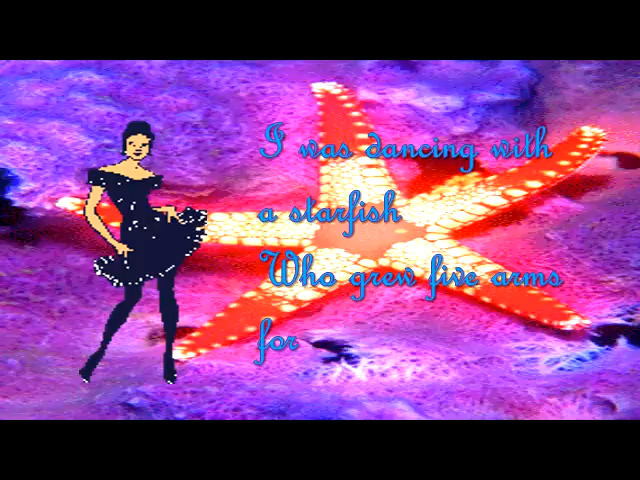 I was dancing with
a starfish
Who grew five arms
for